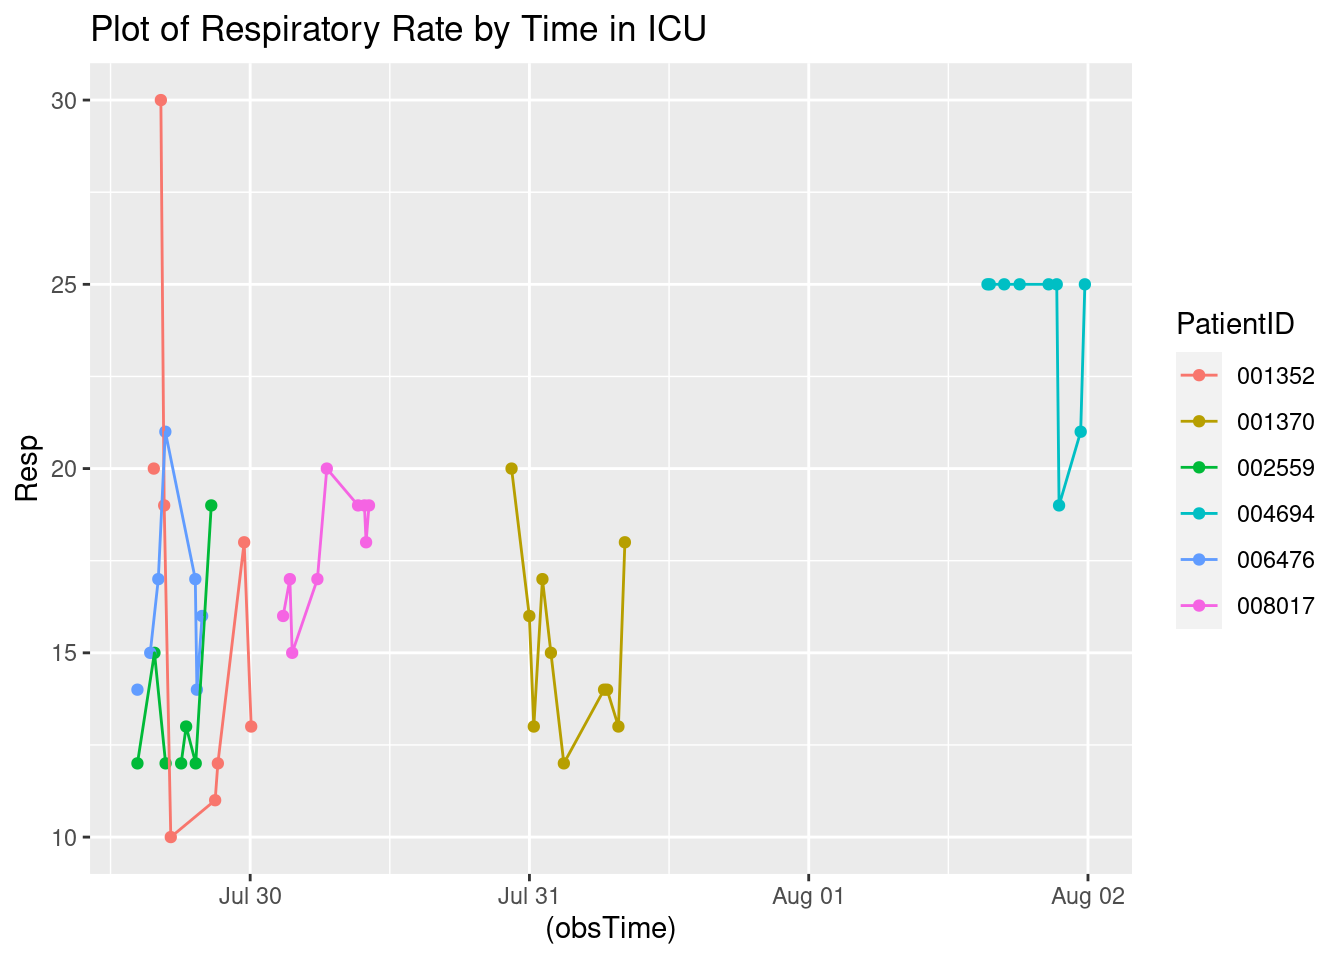 Plot of Respiratory Rate by Time in ICU
30
25
20
15
10
Resp
Jul 30
Jul 31
Aug 01
Aug 02
(obsTime)
PatientID
001352
001370
002559
004694
006476
008017